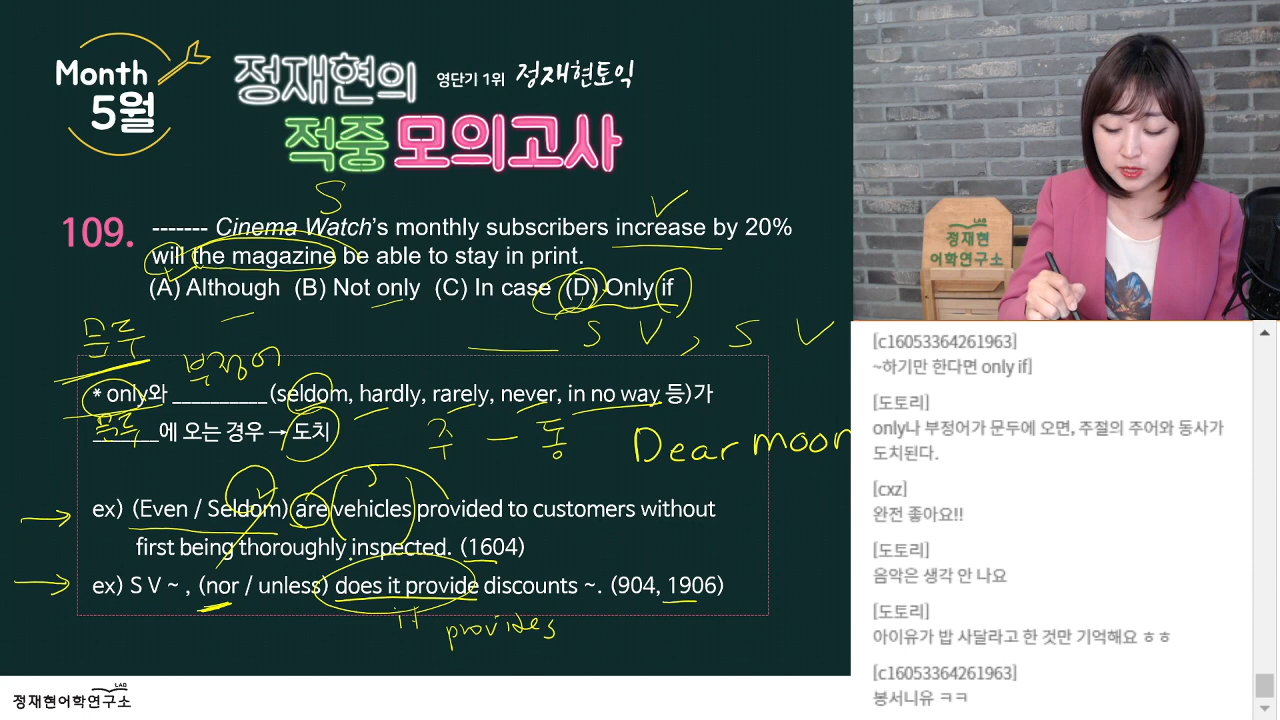 Month
5월
정재현의
영단기 1위 정재현토익
적중 모의고사
S V
109. ------- Cinema Watch's monthly subscribers increase by 20%
will the magazine be able to stay in print.
(A) Although (B) Not only (C) In case (D) Only if
S V , S V
문두
부정어
* only와 __________(seldom, hardly, rarely, never, in no way 등)가
문두
_______에 오는 경우 → 도치
주 - 동
Dear moon
ex) (Even / Seldom) are vehicles provided to customers without
first being thoroughly inspected. (1604)
ex) S V ~ , (nor / unless) does it provide discounts ~. (904, 1906)
it provides
LAB
정재현어학연구소
LAB
정재현
어학연구소
[c16053364261963]
~하기만 한다면 only if]
[도토리]
only나 부정어가 문두에 오면, 주절의 주어와 동사가
도치된다.
[cxz]
완전 좋아요!!
[도토리]
음악은 생각 안 나요
[도토리]
아이유가 밥 사달라고 한 것만 기억해요 ㅎㅎ
[c16053364261963]
봉서니유 ㅋㅋ